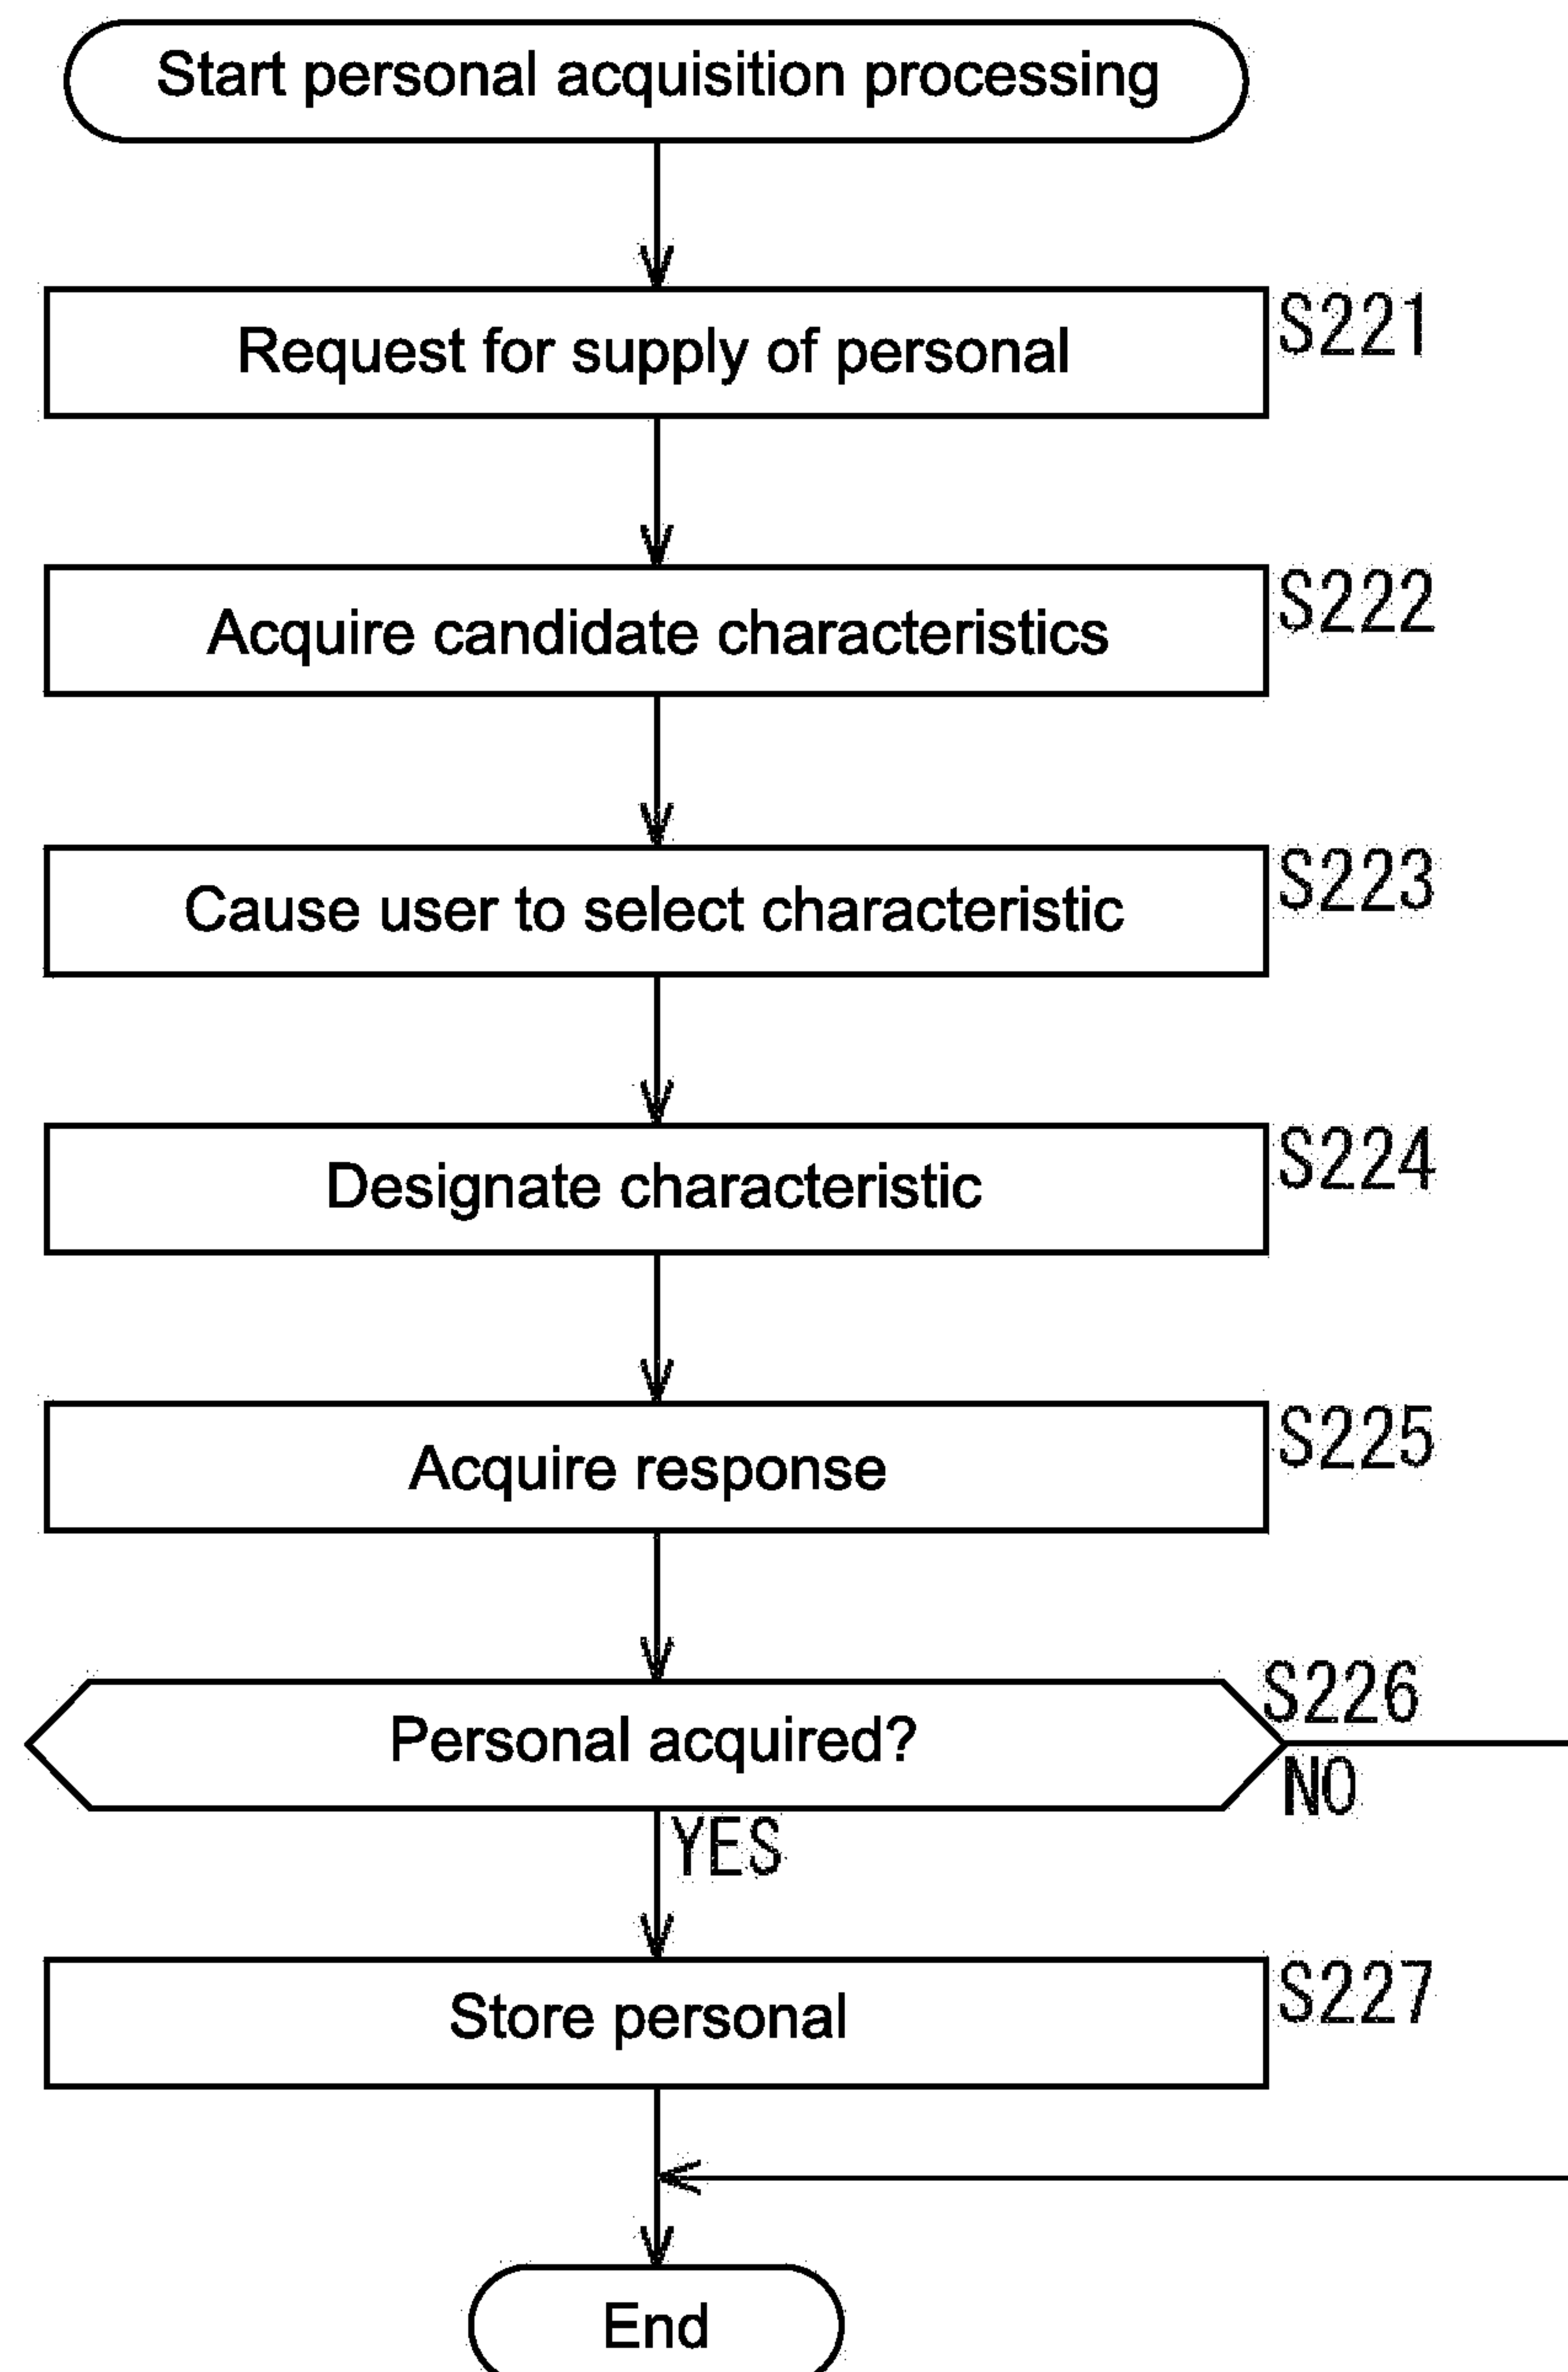 Start personal acquisition processing
Request for supply of personal
S221
Acquire candidate characteristics
S222
Cause user to select characteristic
S223
Designate characteristic
S224
Acquire response
S225
Personal acquired?
S226
NO
YES
Store personal
S227
End